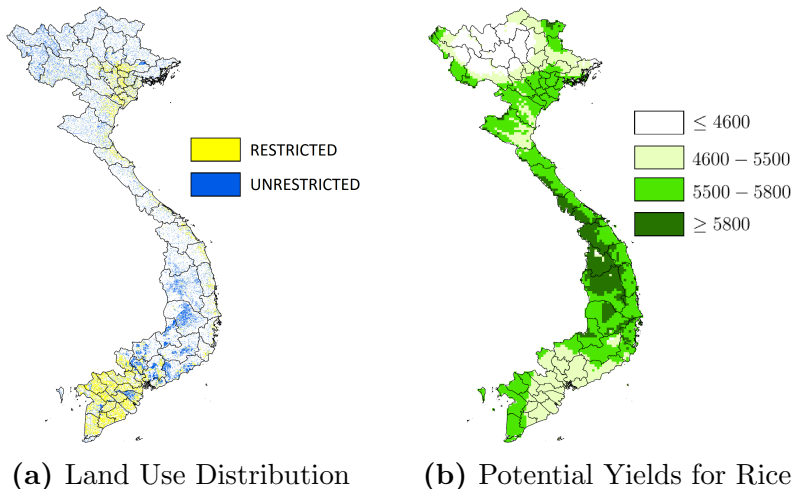 RESTRICTED
UNRESTRICTED
≤ 4600
4600 − 5500
5500 − 5800
≥ 5800
(a) Land Use Distribution
(b) Potential Yields for Rice